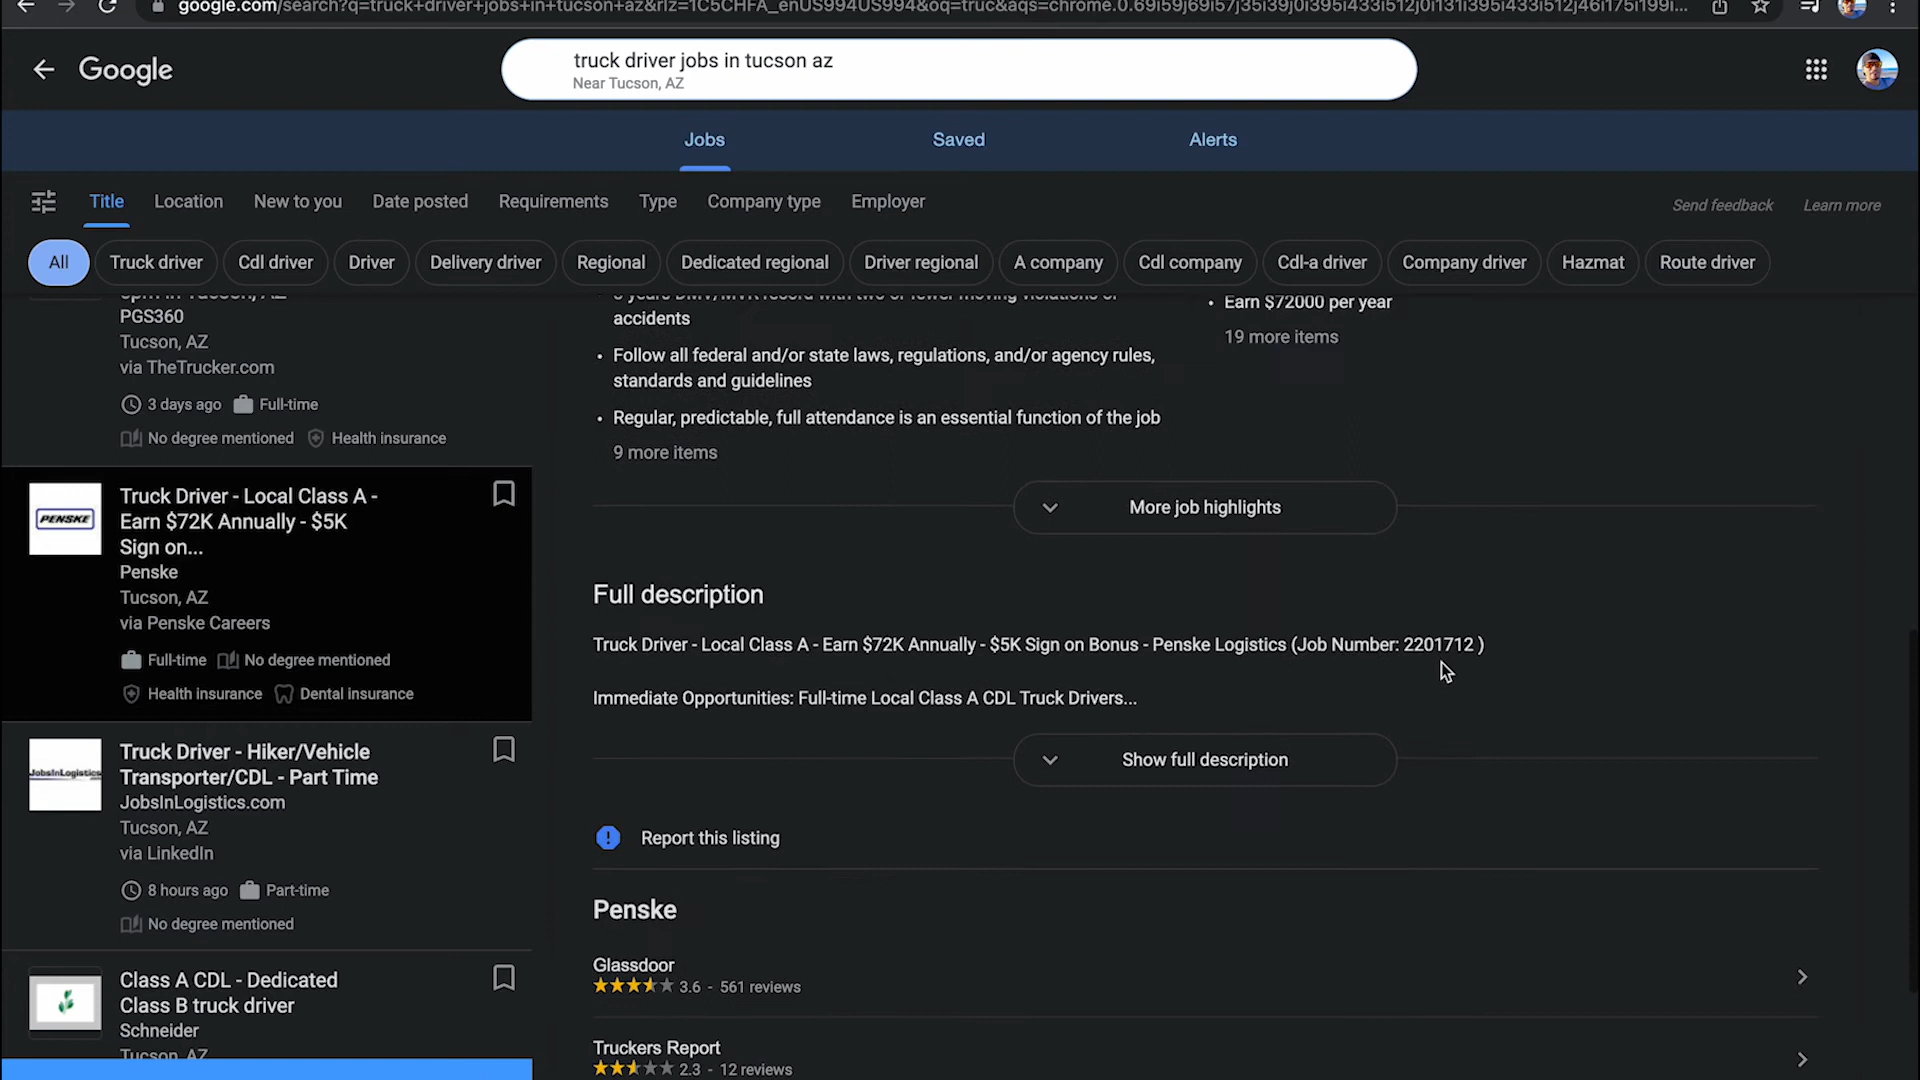 google.com/search?q=truck+driver+jobs+in+tucson+az&rlz=1C5CHFA_enUS994US994&oq=truc&aqs=chrome.0.69i59j69i57j35i39j0i395i433i512j0i131i395i433i512j46i175i199i...
Google
truck driver jobs in tucson az
Near Tucson, AZ
Jobs
Saved
Alerts
Title
Location
New to you
Date posted
Requirements
Type
Company type
Employer
Send feedback
Learn more
All
Truck driver
Cdl driver
Driver
Delivery driver
Regional
Dedicated regional
Driver regional
A company
Cdl company
Cdl-a driver
Company driver
Hazmat
Route driver
PGS360
Tucson, AZ
via TheTrucker.com
3 days ago
Full-time
No degree mentioned
Health insurance
PENSKE
Truck Driver - Local Class A -
Earn $72K Annually - $5K
Sign on...
Penske
Tucson, AZ
via Penske Careers
Full-time
No degree mentioned
Health insurance
Dental insurance
JobsInLogistics
Truck Driver - Hiker/Vehicle
Transporter/CDL - Part Time
JobsInLogistics.com
Tucson, AZ
via LinkedIn
8 hours ago
Part-time
No degree mentioned
Class A CDL - Dedicated
Class B truck driver
Schneider
Tucson, AZ
accidents
• Follow all federal and/or state laws, regulations, and/or agency rules,
standards and guidelines
• Regular, predictable, full attendance is an essential function of the job
9 more items
• Earn $72000 per year
19 more items
More job highlights
Full description
Truck Driver - Local Class A - Earn $72K Annually - $5K Sign on Bonus - Penske Logistics (Job Number: 2201712 )
Immediate Opportunities: Full-time Local Class A CDL Truck Drivers...
Show full description
Report this listing
Penske
Glassdoor
3.6 - 561 reviews
Truckers Report
2.3 - 12 reviews